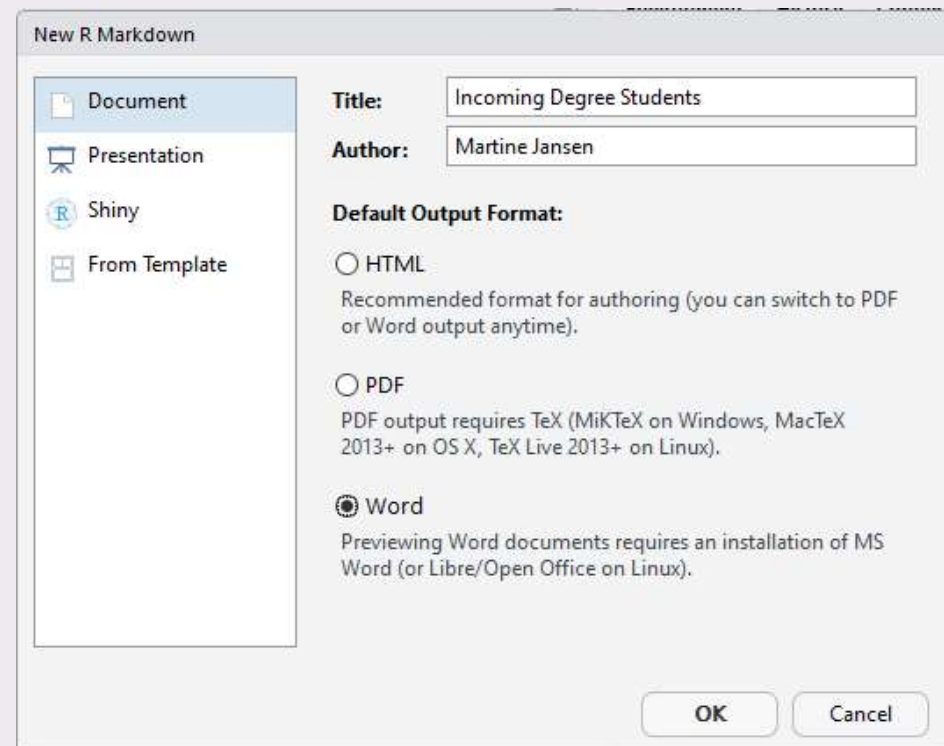 New R Markdown
Document
Presentation
R Shiny
From Template
Title: Incoming Degree Students
Author: Martine Jansen
Default Output Format:
HTML
Recommended format for authoring (you can switch to PDF
or Word output anytime).
PDF
PDF output requires TeX (MiKTeX on Windows, MacTeX
2013+ on OS X, TeX Live 2013+ on Linux).
Word
Previewing Word documents requires an installation of MS
Word (or Libre/Open Office on Linux).
OK Cancel